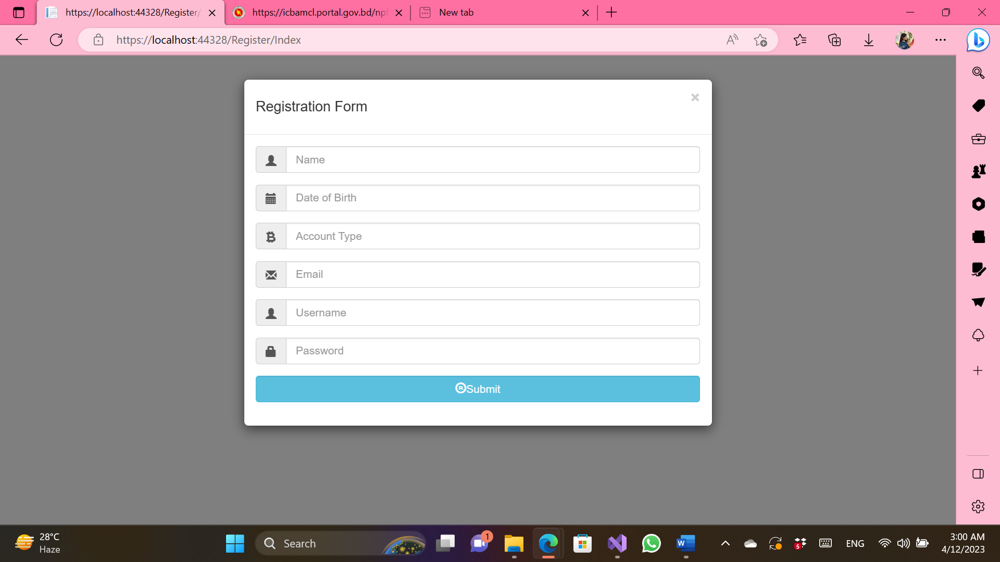 https://localhost:44328/Register/
https://icbamcl.portal.gov.bd/npf
New tab
https://localhost:44328/Register/Index
Registration Form
×
Name
Date of Birth
Account Type
Email
Username
Password
®Submit
28°C
Haze
Search
1
5
ENG
3:00 AM
4/12/2023